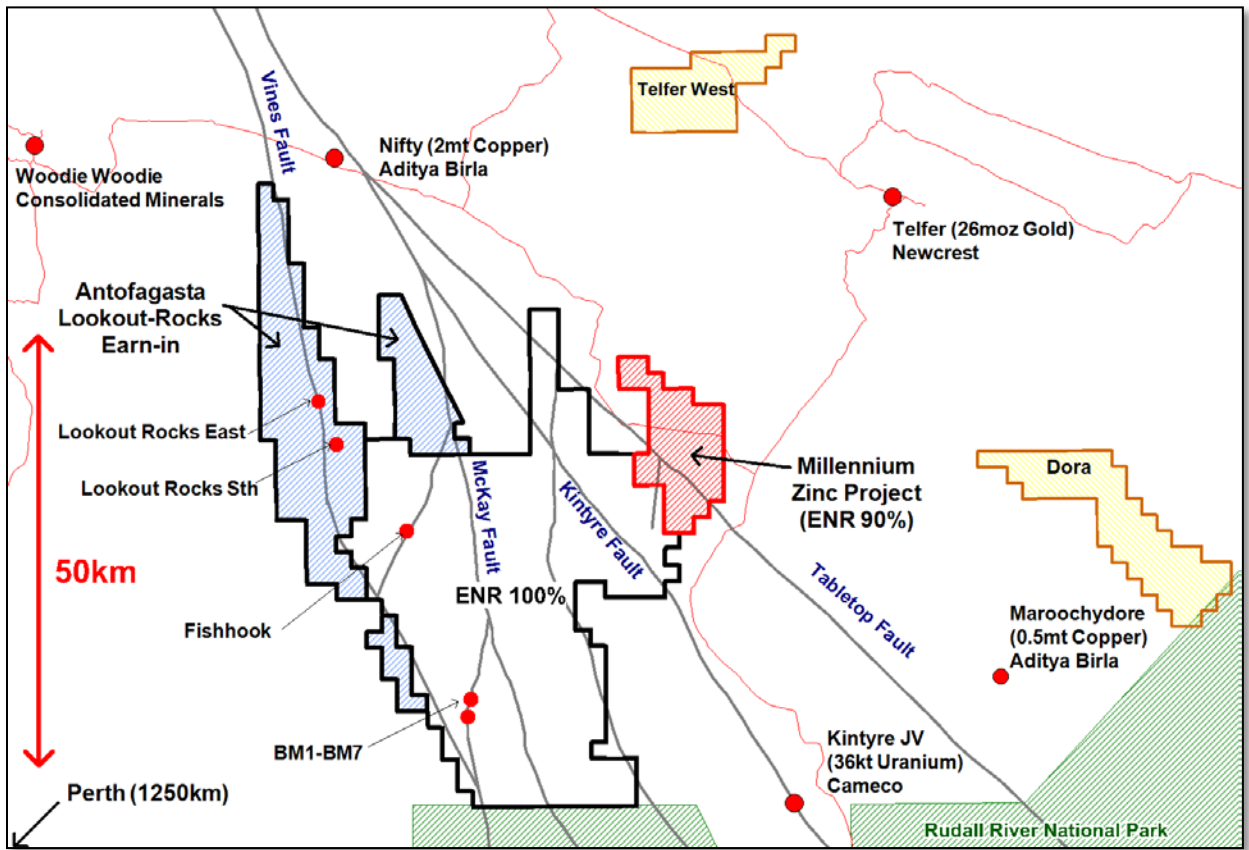 Telfer West
Vines Fault
Nifty (2mt Copper)
Aditya Birla
Woodie Woodie
Consolidated Minerals
Telfer (26moz Gold)
Newcrest
Antofagasta
Lookout-Rocks
Earn-in
Lookout Rocks East
Lookout Rocks Sth
McKay Fault
Kintyre Fault
Millennium
Zinc Project
(ENR 90%)
Dora
50km
ENR 100%
Tabletop Fault
Fishhook
Maroochydore
(0.5mt Copper)
Aditya Birla
BM1-BM7
Kintyre JV
(36kt Uranium)
Cameco
Perth (1250km)
Rudall River National Park